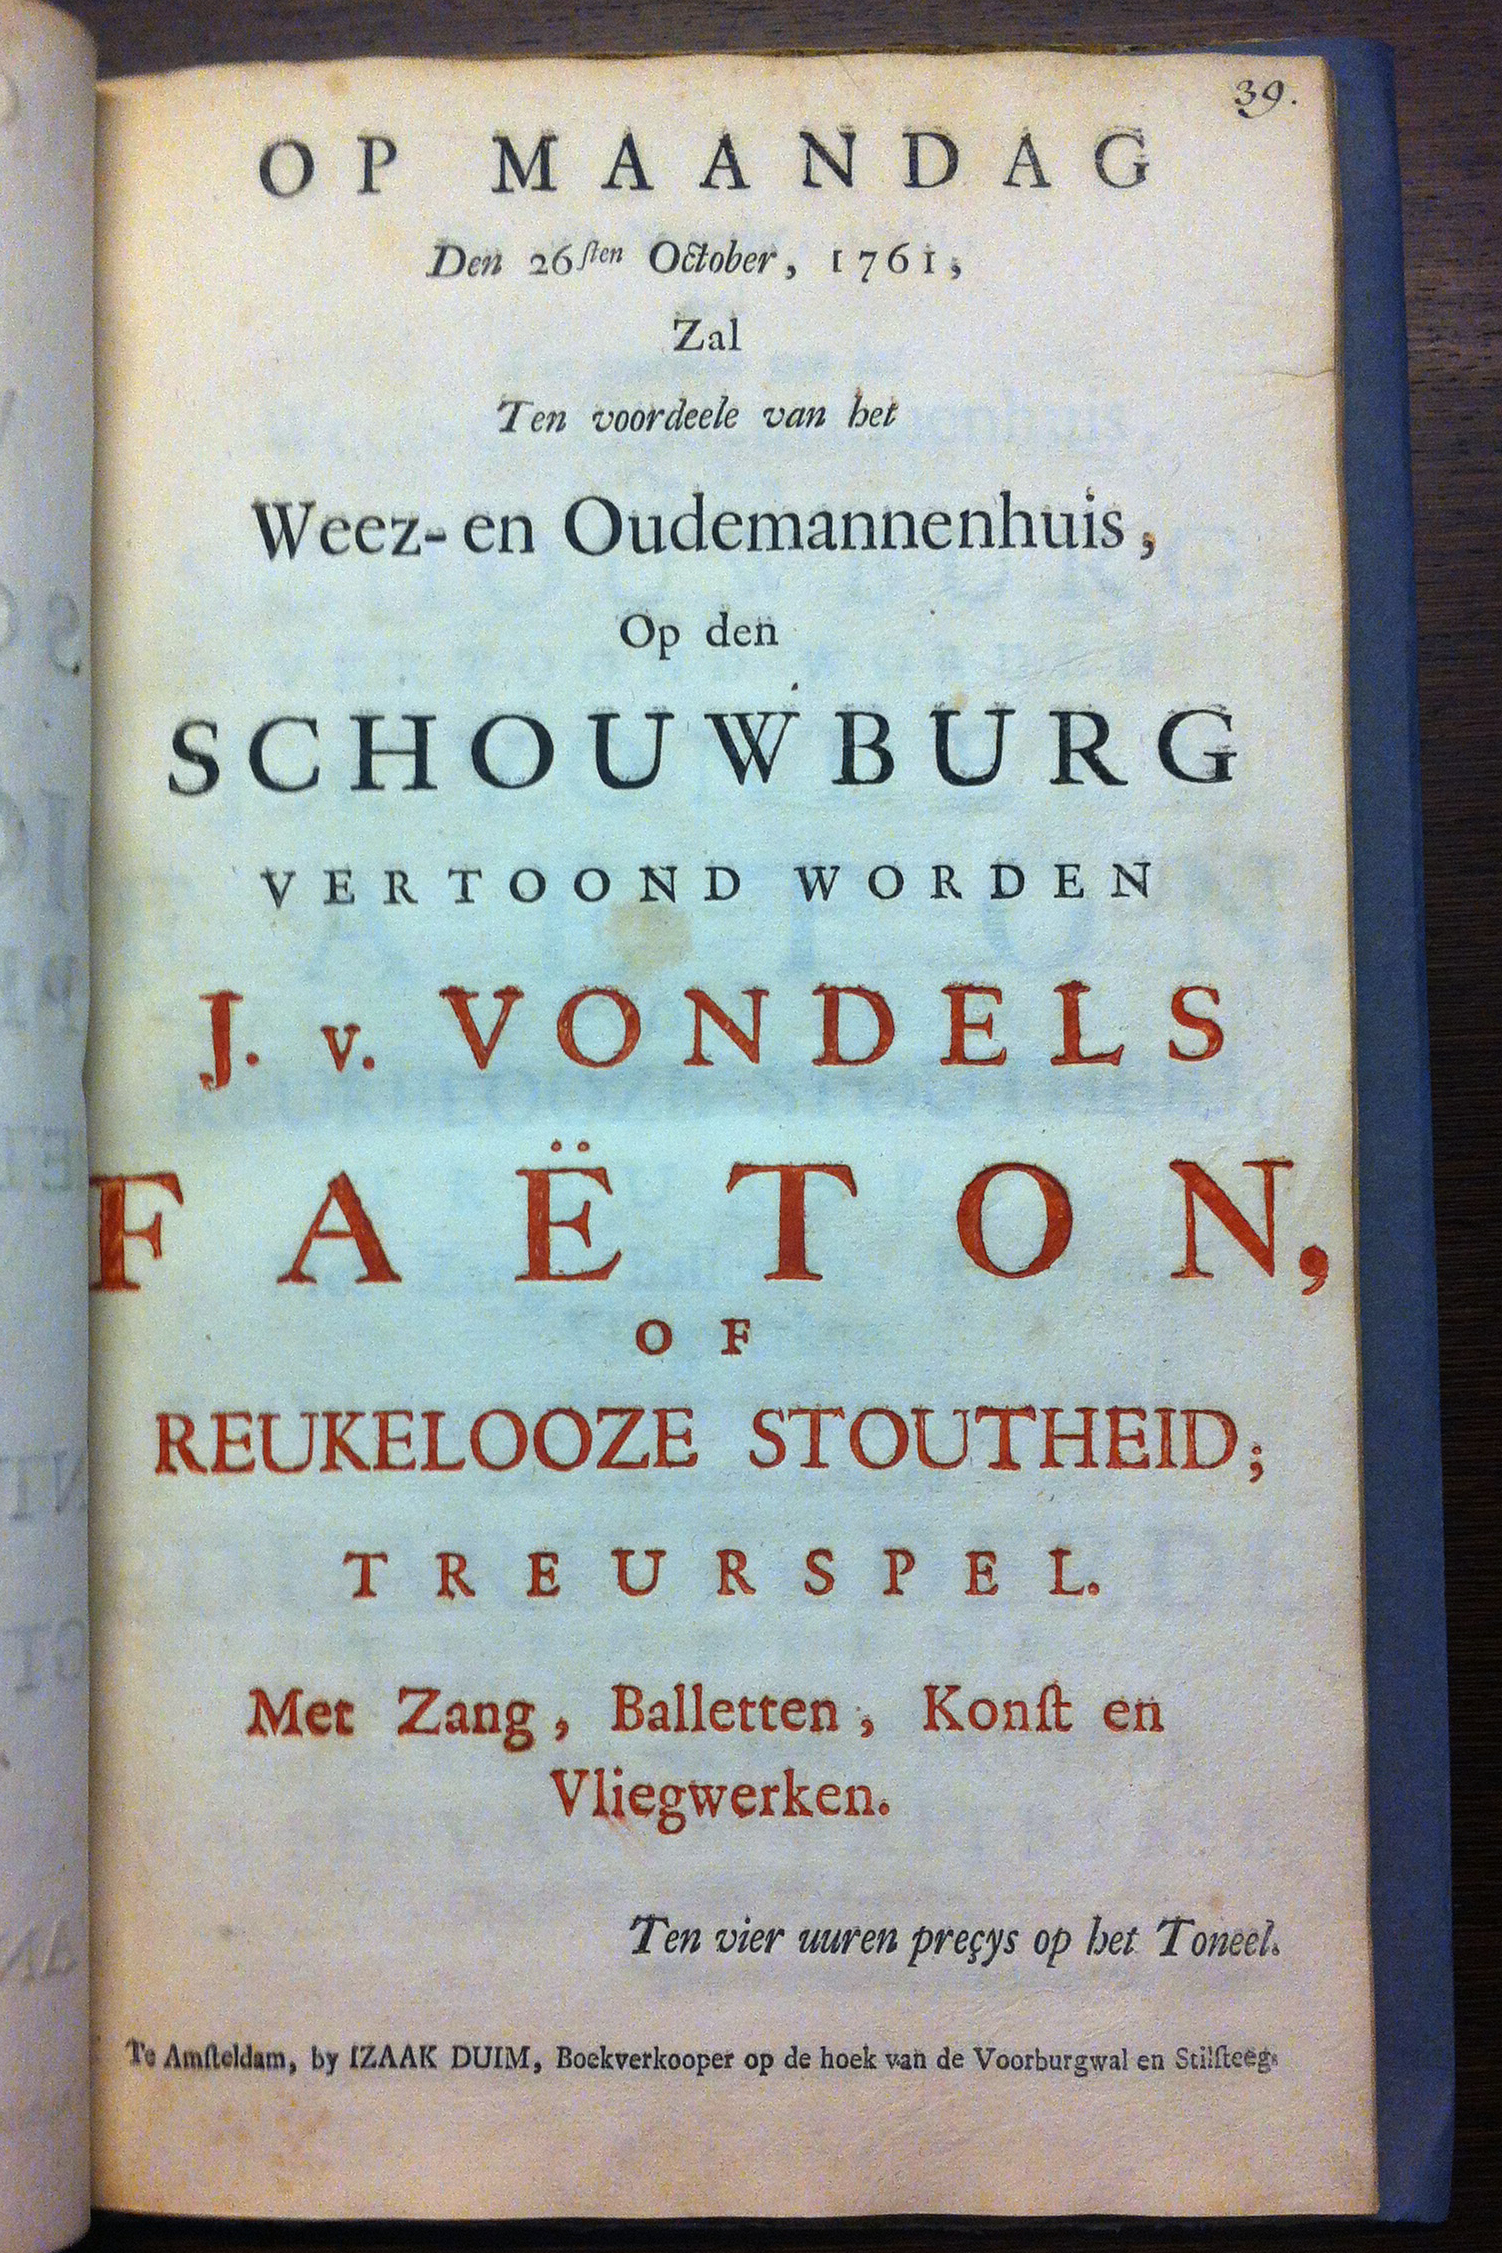 39.
OP MAANDAG
Den 26ſten October, 1761,
Zal
Ten voordeele van het
Weez- en Oudemannenhuis,
Op den
SCHOUWBURG
VERTOOND WORDEN
J. v. VONDELS
FAËTON,
OF
REUKELOOZE STOUTHEID;
TREURSPEL.
Met Zang, Balletten, Konſt en
Vliegwerken.
Ten vier uuren preçys op het Toneel.
Te Amſteldam, by IZAAK DUIM, Boekverkooper op de hoek van de Voorburgwal en Stilſteeg.